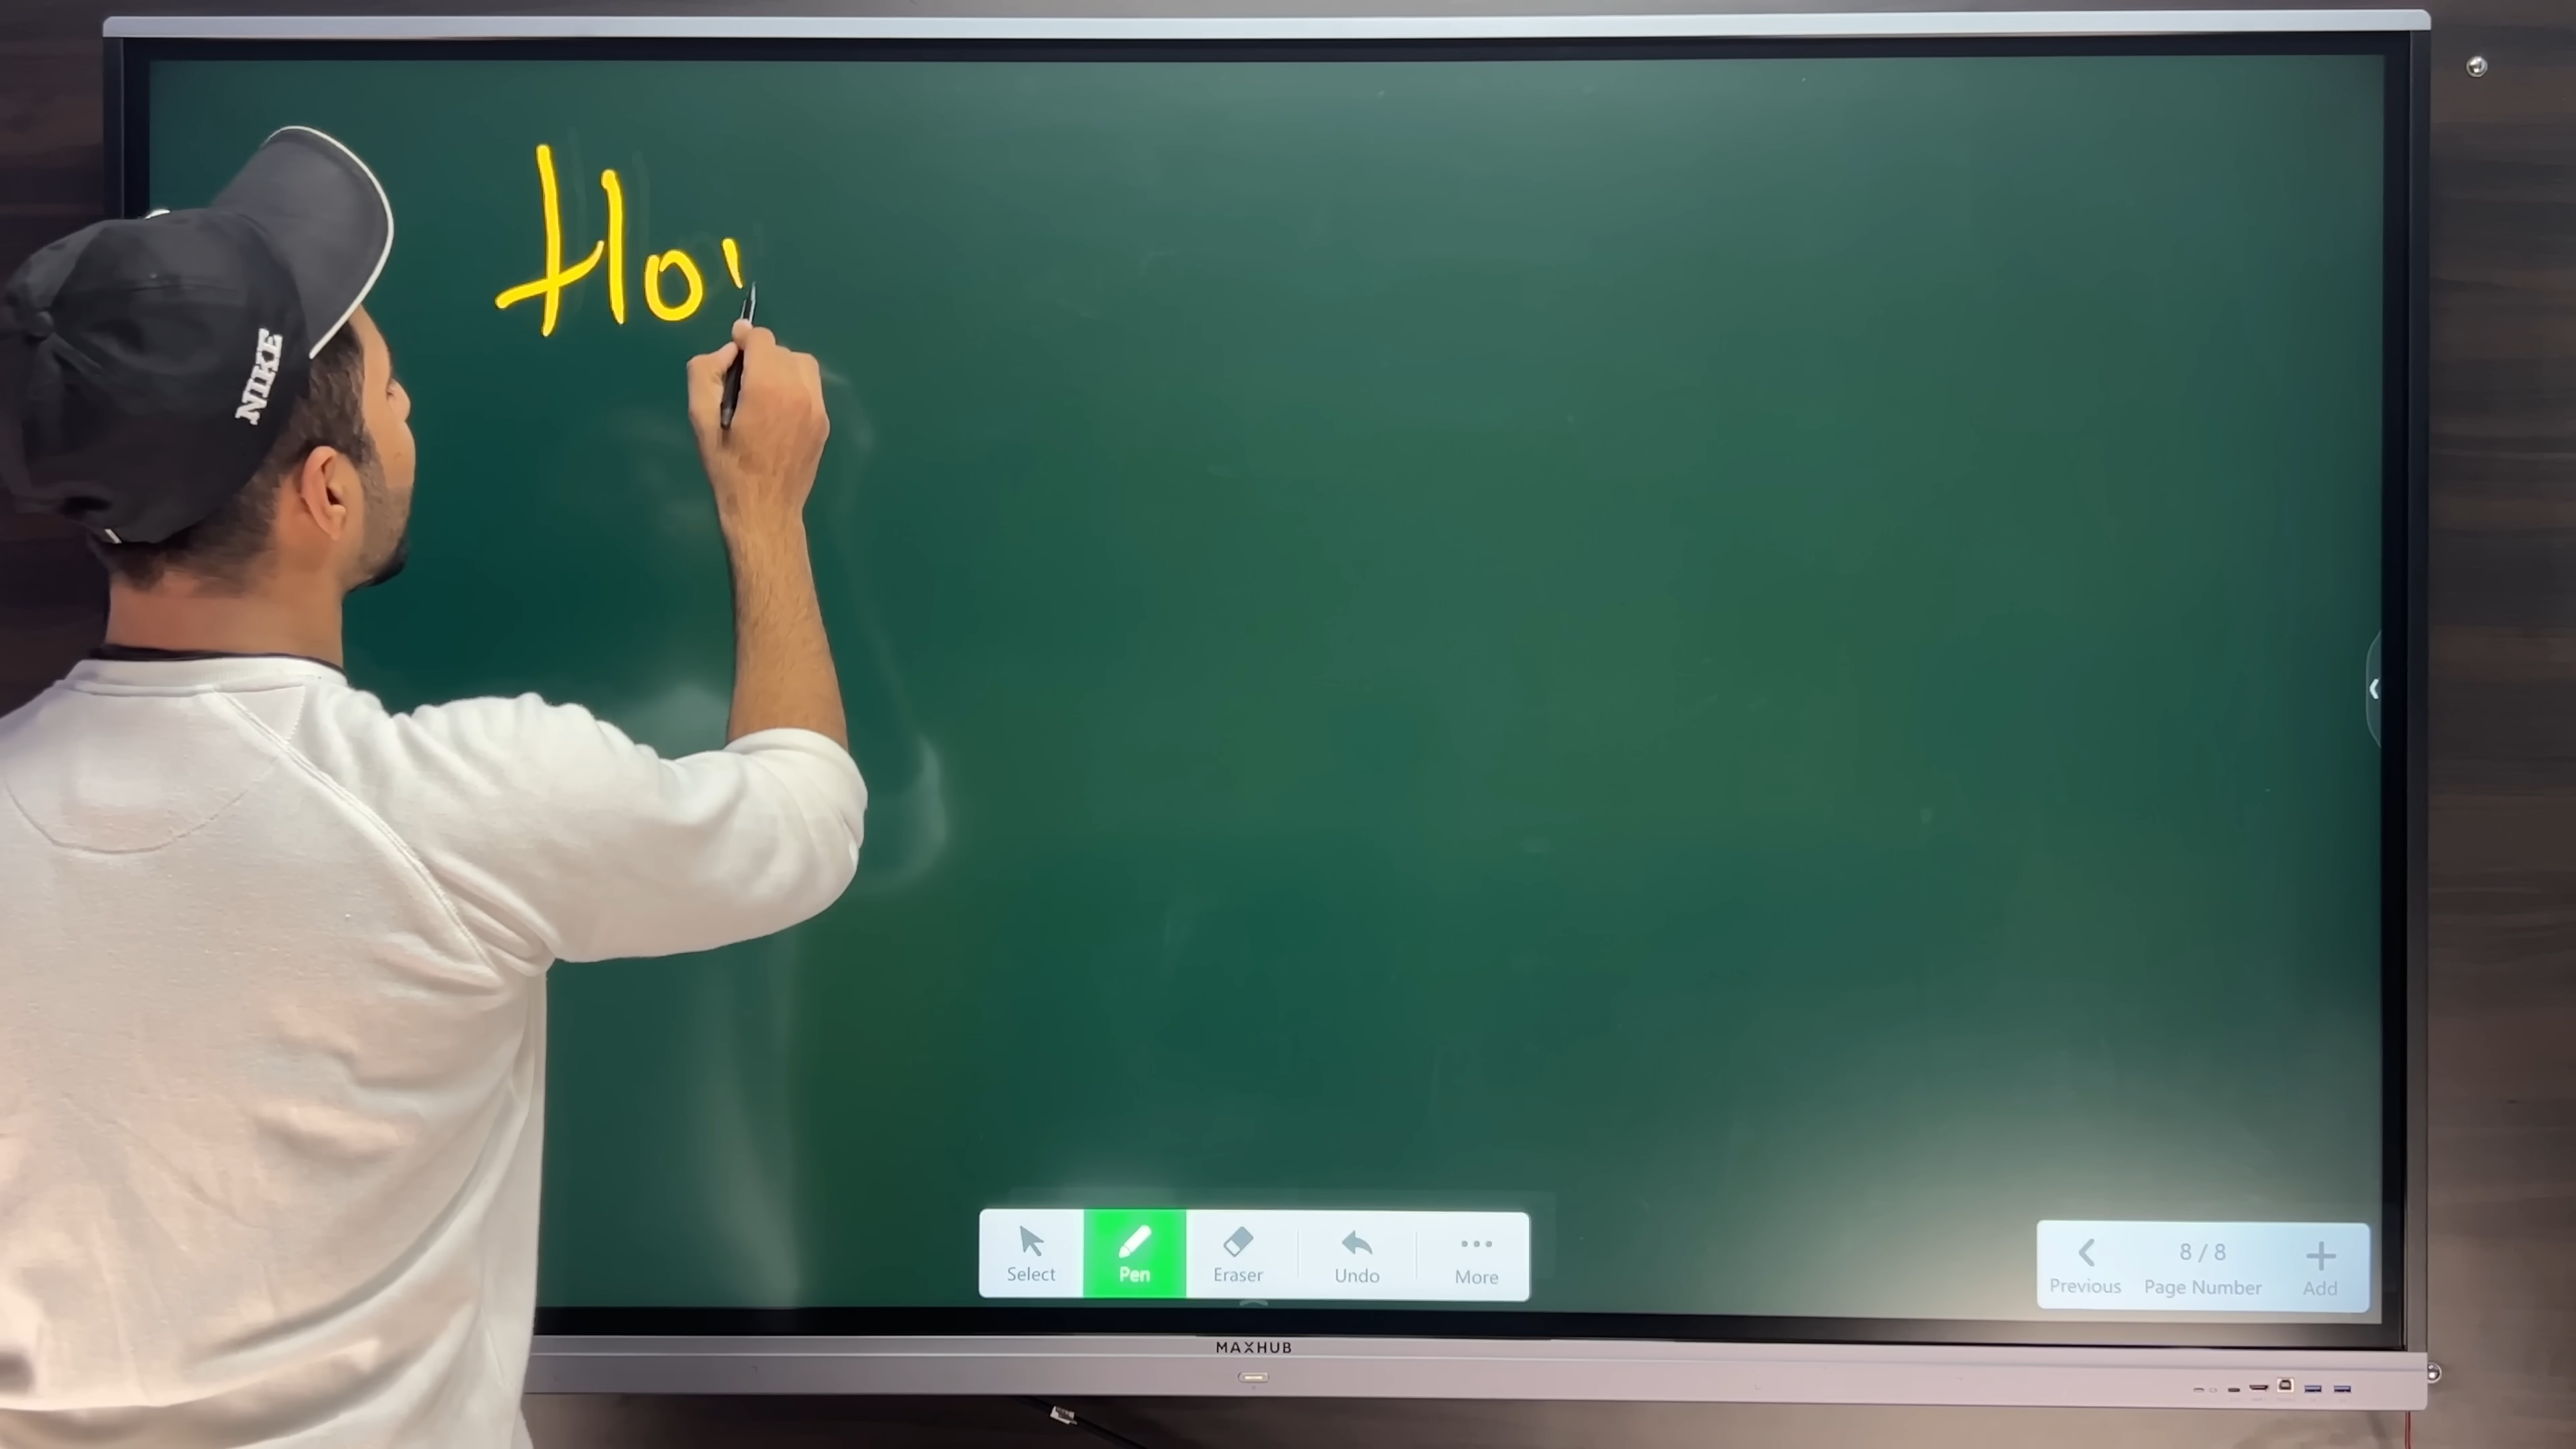 Ho
NIKE
Select Pen Eraser Undo More
Previous 8 / 8 Page Number Add
MAXHUB